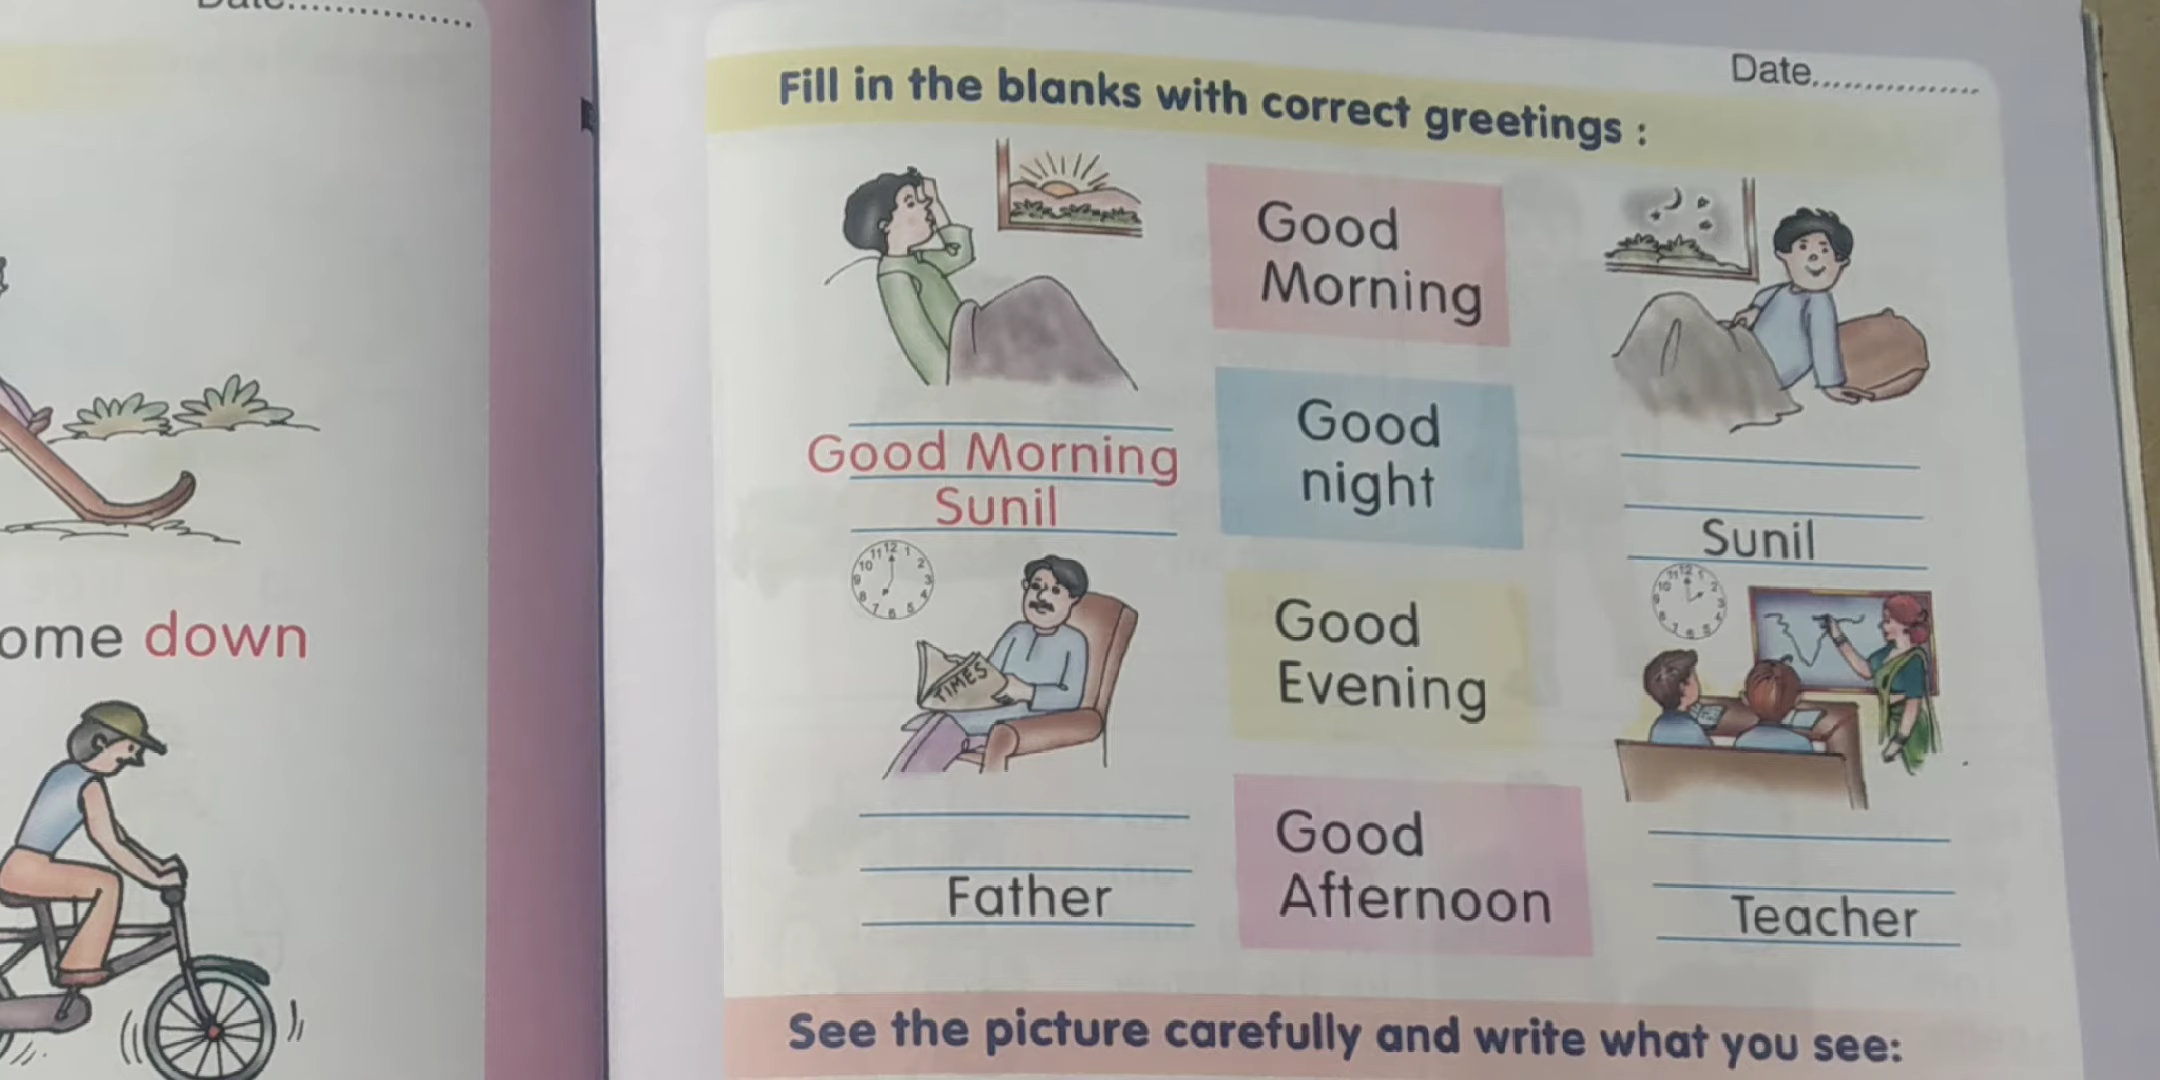 Date
Fill in the blanks with correct greetings :
Good
Morning
Good Morning
Sunil
Good
night
Sunil
Good
Evening
TIMES
Father
Good
Afternoon
Teacher
ome down
See the picture carefully and write what you see: